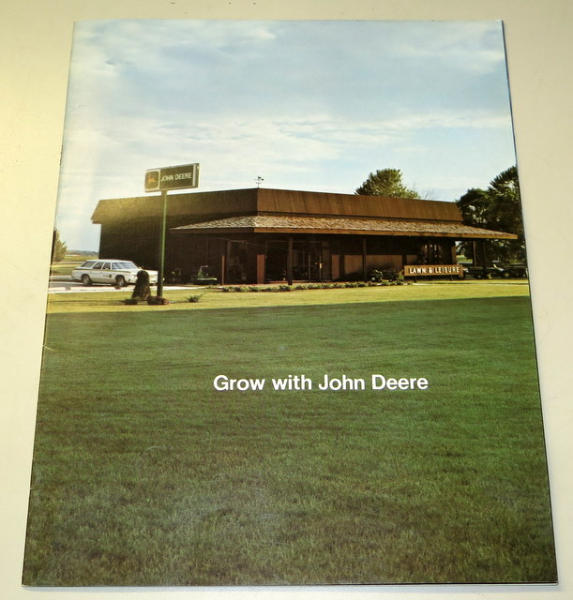 JOHN DEERE
LAWN & LEISURE
Grow with John Deere